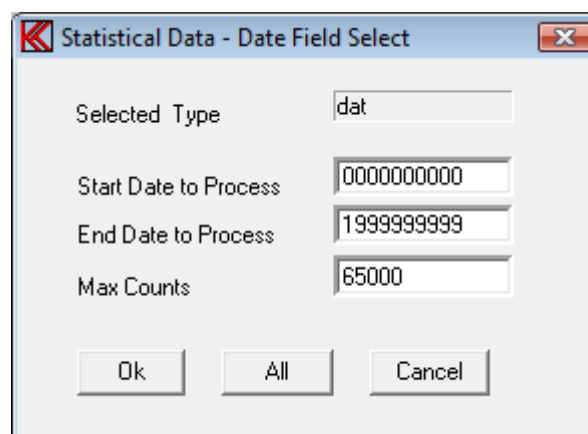 Statistical Data - Date Field Select
Selected Type dat
Start Date to Process 0000000000
End Date to Process 1999999999
Max Counts 65000
Ok All Cancel